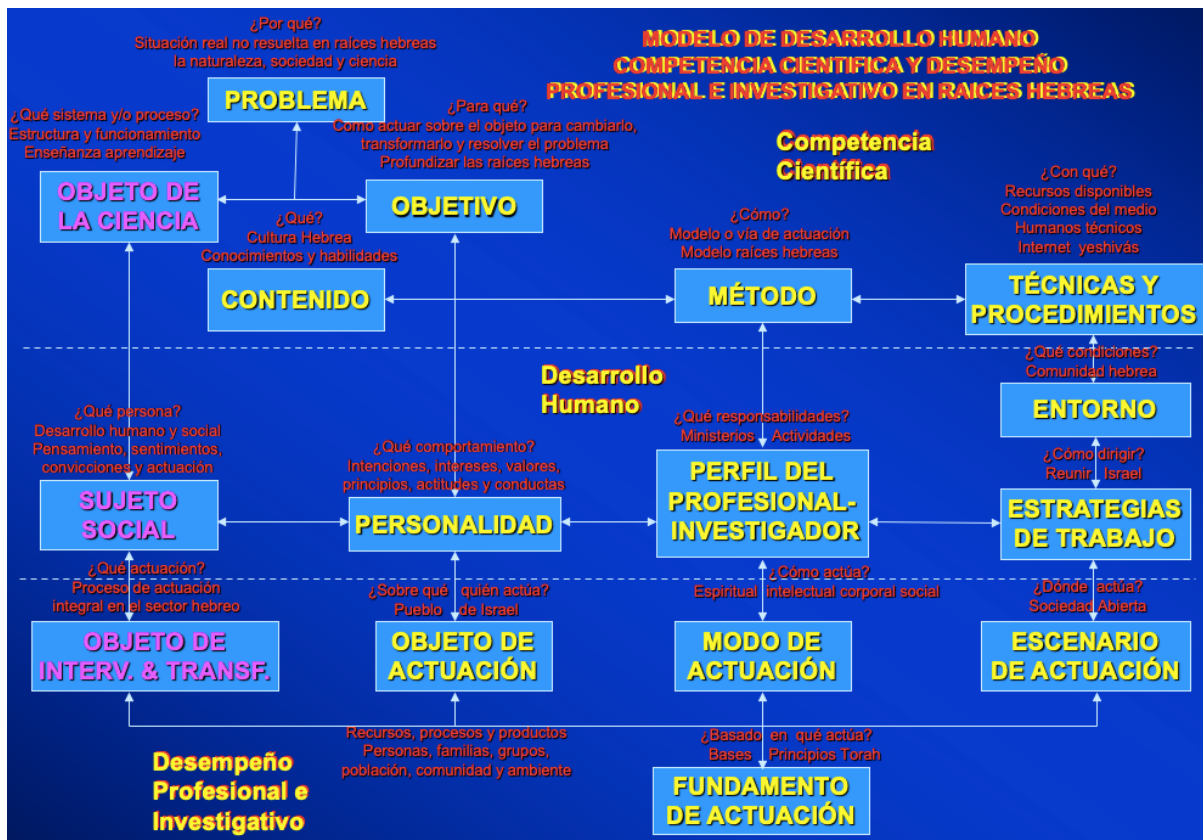 ¿Por qué?
Situación real no resuelta en raíces hebreas
la naturaleza, sociedad y ciencia
PROBLEMA
MODELO DE DESARROLLO HUMANO
COMPETENCIA CIENTIFICA Y DESEMPEÑO
PROFESIONAL E INVESTIGATIVO EN RAICES HEBREAS
¿Qué sistema y/o proceso?
Estructura y funcionamiento
Enseñanza aprendizaje
OBJETO DE
LA CIENCIA
¿Para qué?
Como actuar sobre el objeto para cambiarlo,
transformarlo y resolver el problema
Profundizar las raíces hebreas
OBJETIVO
Competencia
Científica
¿Qué?
Cultura Hebrea
Conocimientos y habilidades
CONTENIDO
¿Cómo?
Modelo o vía de actuación
Modelo raíces hebreas
MÉTODO
¿Con qué?
Recursos disponibles
Condiciones del medio
Humanos técnicos
Internet yeshivás
TÉCNICAS Y
PROCEDIMIENTOS
Desarrollo
Humano
¿Qué condiciones?
Comunidad hebrea
ENTORNO
¿Qué persona?
Desarrollo humano y social
Pensamiento, sentimientos,
convicciones y actuación
SUJETO
SOCIAL
¿Qué comportamiento?
Intenciones, intereses, valores,
principios, actitudes y conductas
PERSONALIDAD
¿Qué responsabilidades?
Ministerios Actividades
PERFIL DEL
PROFESIONAL-
INVESTIGADOR
¿Cómo dirigir?
Reunir Israel
ESTRATEGIAS
DE TRABAJO
¿Qué actuación?
Proceso de actuación
integral en el sector hebreo
OBJETO DE
INTERV. & TRANSF.
¿Sobre qué quién actúa?
Pueblo de Israel
OBJETO DE
ACTUACIÓN
¿Cómo actúa?
Espiritual intelectual corporal social
MODO DE
ACTUACIÓN
¿Dónde actúa?
Sociedad Abierta
ESCENARIO
DE ACTUACIÓN
Desempeño
Profesional e
Investigativo
Recursos, procesos y productos
Personas, familias, grupos,
población, comunidad y ambiente
¿Basado en qué actúa?
Bases Principios Torah
FUNDAMENTO
DE ACTUACIÓN